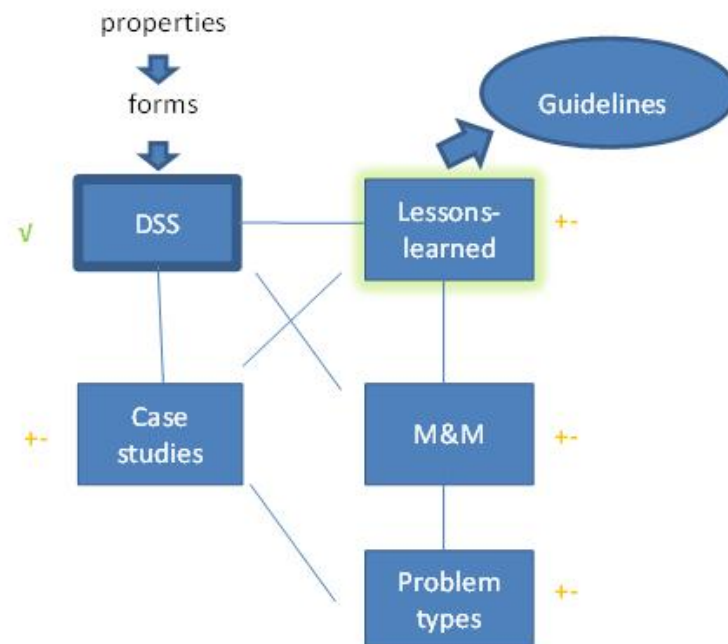 properties
forms
Guidelines
√
DSS
Lessons-
learned
+-
+-
Case
studies
M&M
+-
Problem
types
+-